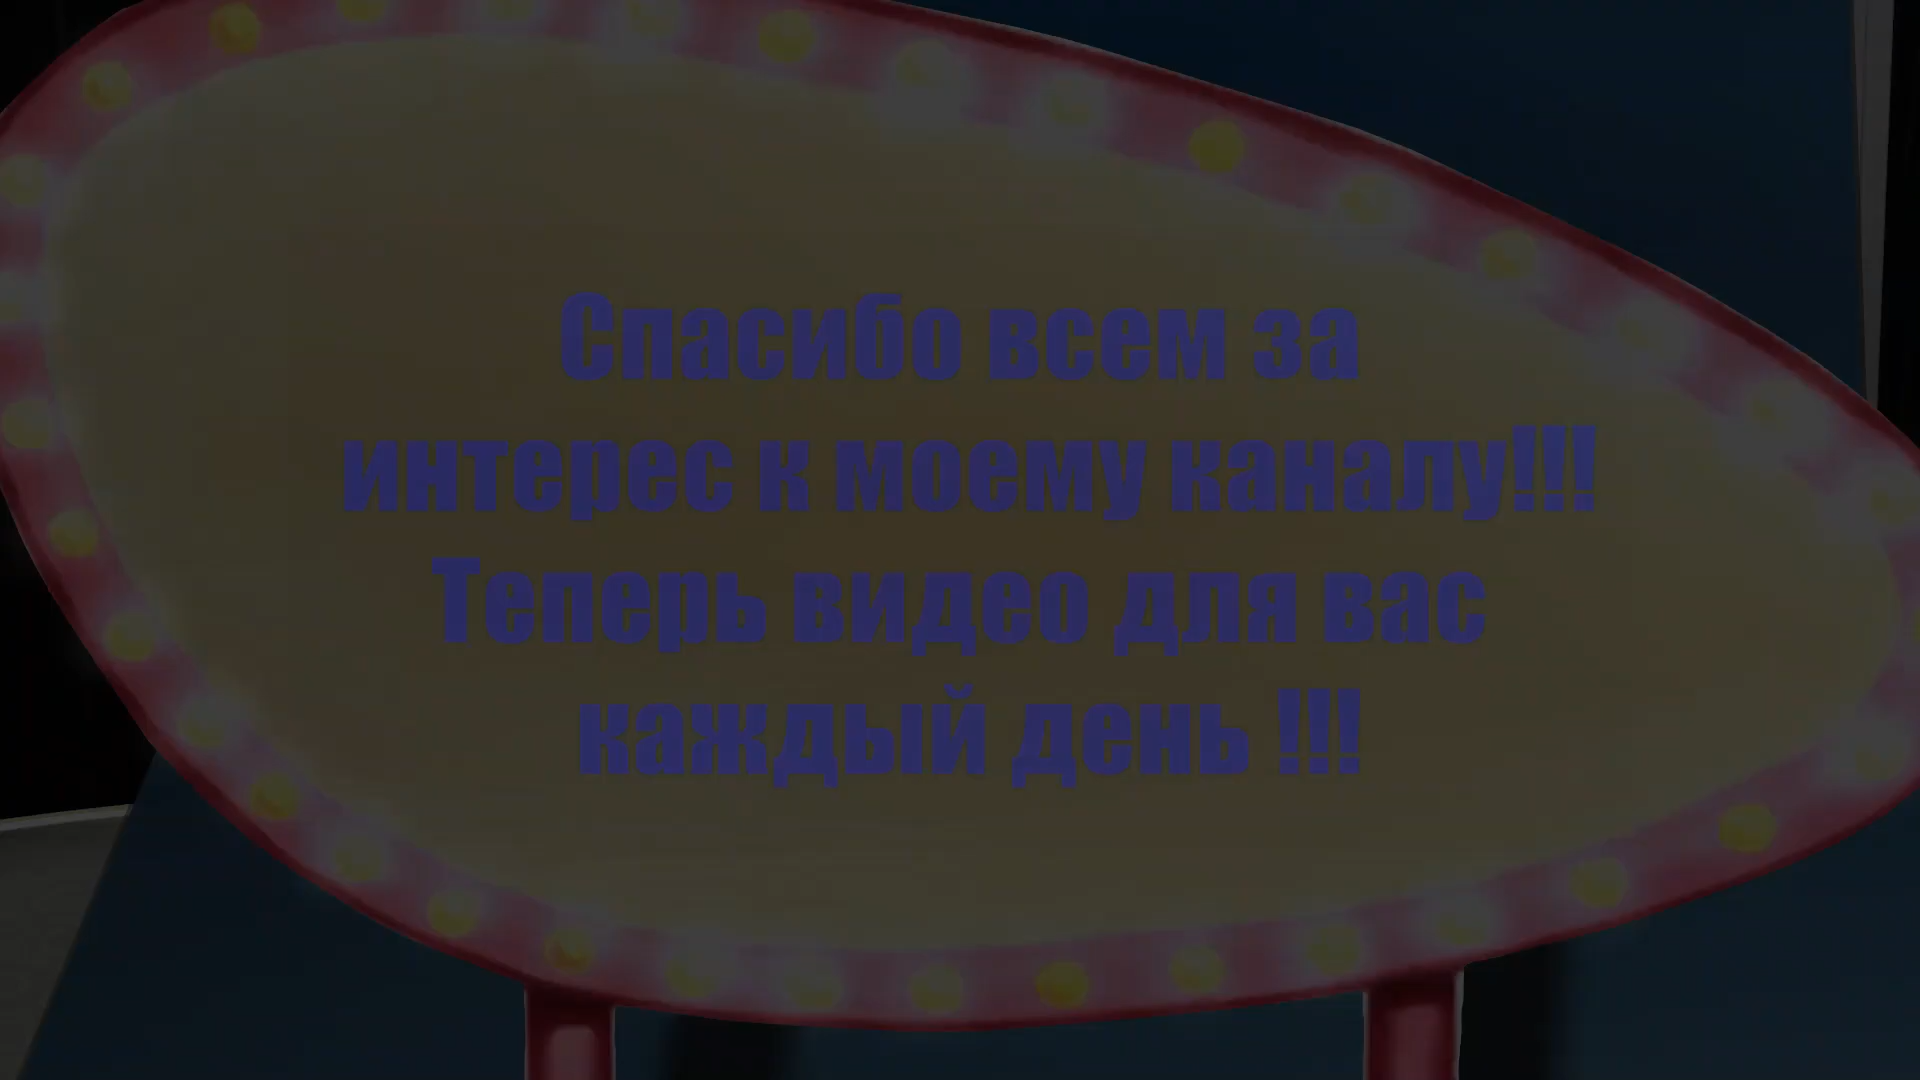 Спасибо всем за
интерес к моему каналу!!!
Теперь видео для вас
каждый день !!!